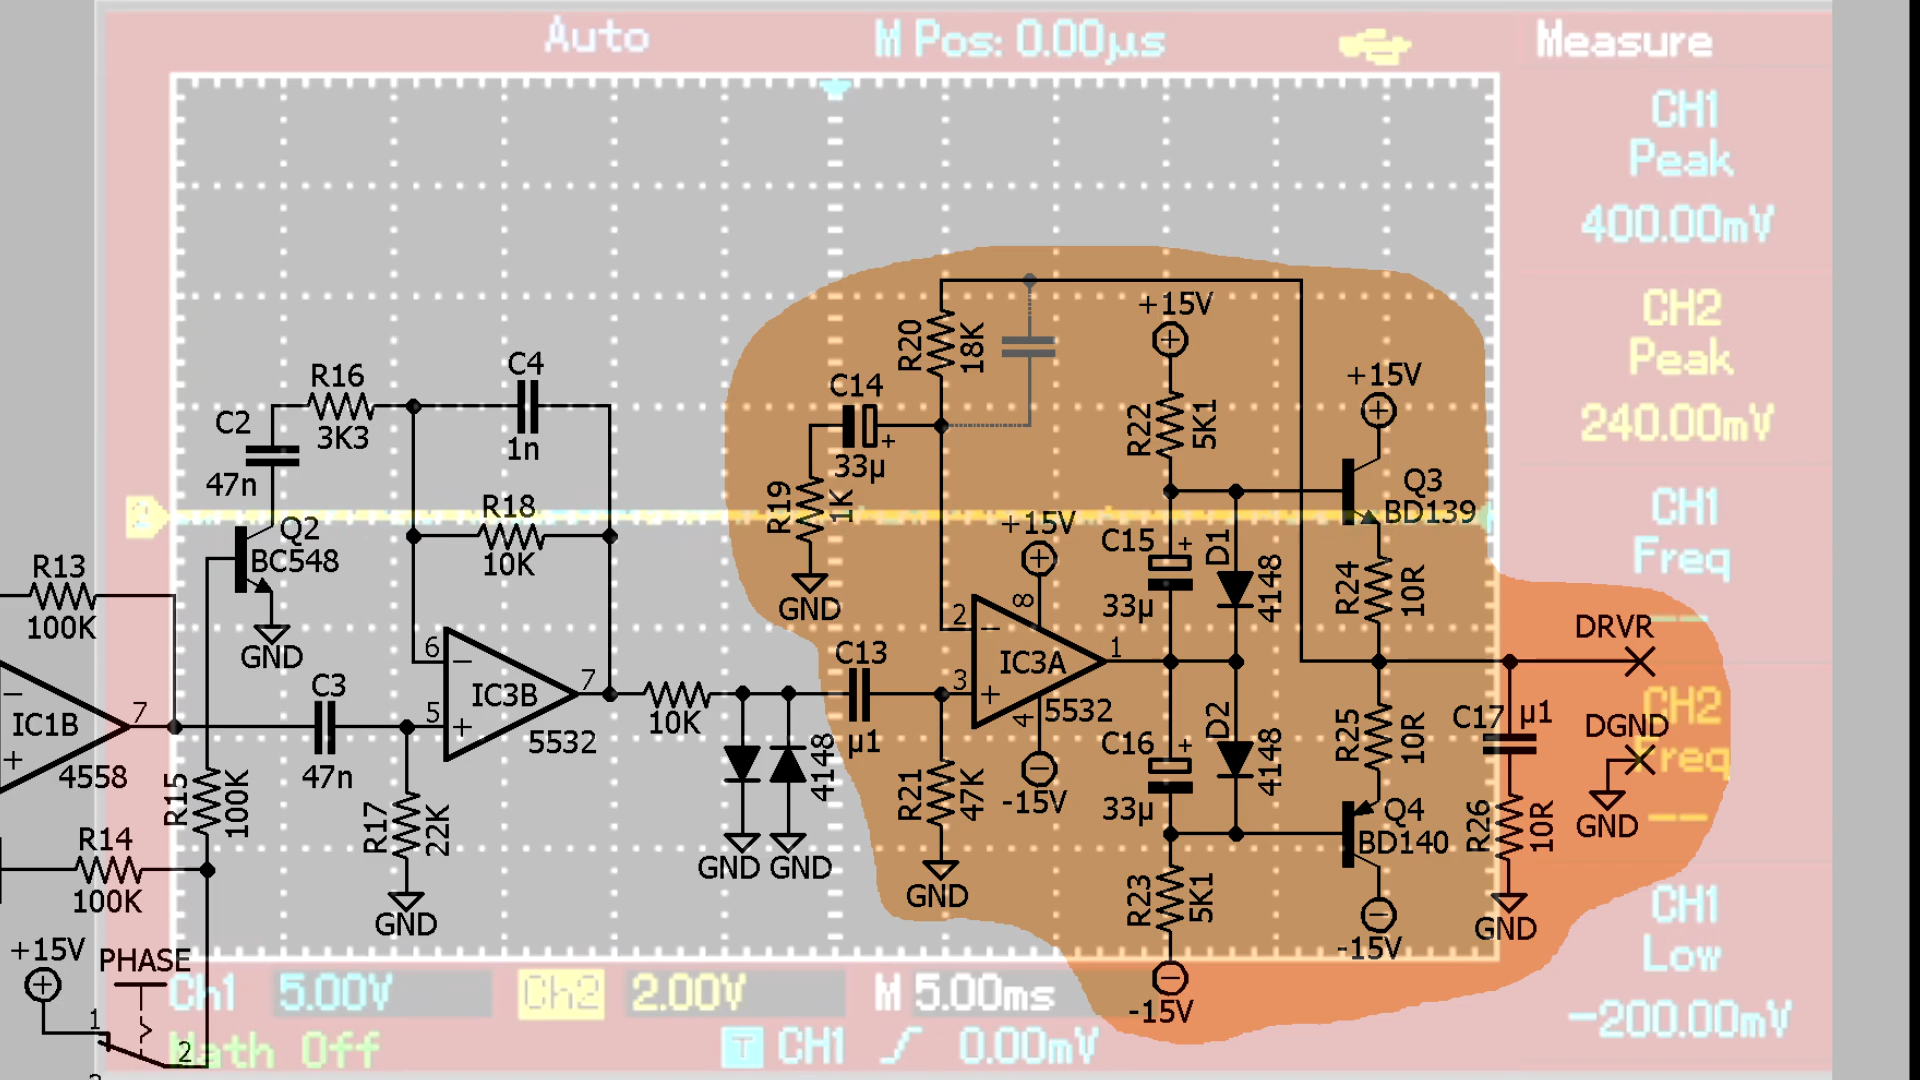 Auto
M Pos: 0.00µs
Measure
CH1
Peak
400.00mV
CH2
Peak
240.00mV
CH1
Freq
CH2
Freq
CH1
Low
-200.00mV
Ch1 5.00V
Ch2 2.00V
M 5.00ms
Math Off
T CH1 0.00mV
2
R13
100K
IC1B
−
+
7
4558
R14
100K
R15
100K
+15V
PHASE
1
2
C2
47n
R16
3K3
C4
1n
R18
10K
Q2
BC548
GND
C3
47n
R17
22K
GND
6
−
5
+
IC3B
7
5532
10K
4148
GND
GND
C13
µ1
C14
+
33µ
R19
1K
GND
R20
18K
R21
47K
GND
+15V
8
2
−
3
+
IC3A
1
4
5532
-15V
+15V
R22
5K1
C15
+
33µ
D1
4148
C16
+
33µ
D2
4148
R23
5K1
-15V
+15V
Q3
BD139
R24
10R
R25
10R
Q4
BD140
-15V
C17
µ1
R26
10R
GND
DRVR
DGND
GND